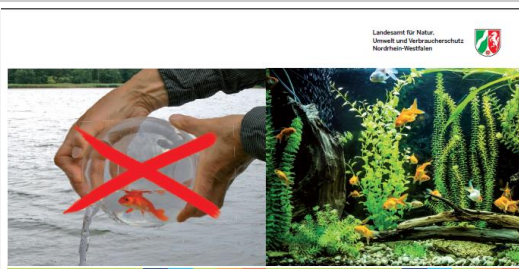 Landesamt für Natur,
Umwelt und Verbraucherschutz
Nordrhein-Westfalen